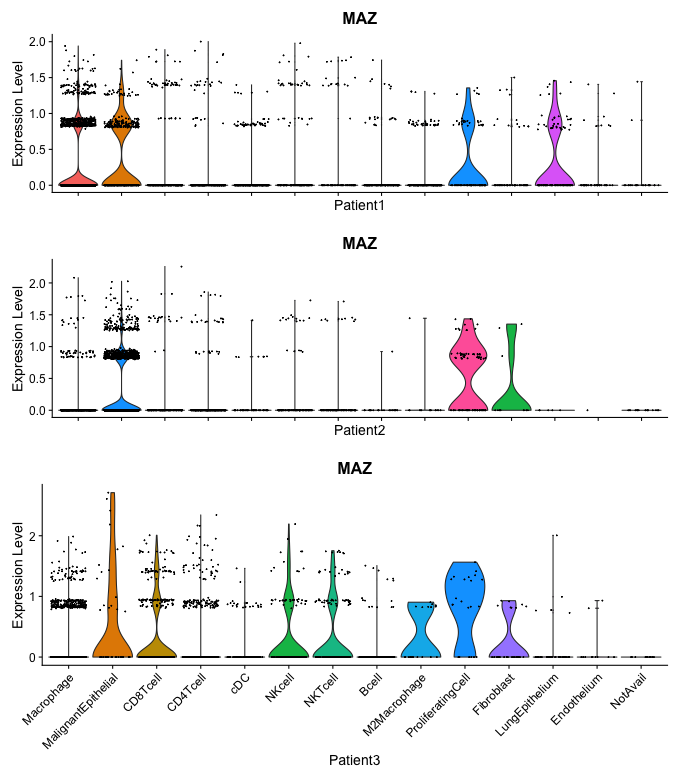 MAZ
Expression Level
2.0
1.5
1.0
0.5
0.0
Patient1
MAZ
Expression Level
2.0
1.5
1.0
0.5
0.0
Patient2
MAZ
Expression Level
2
1
0
Macrophage
MalignantEpithelial
CD8Tcell
CD4Tcell
cDC
NKcell
NKTcell
Bcell
M2Macrophage
ProliferatingCell
Fibroblast
LungEpithelium
Endothelium
NotAvail
Patient3